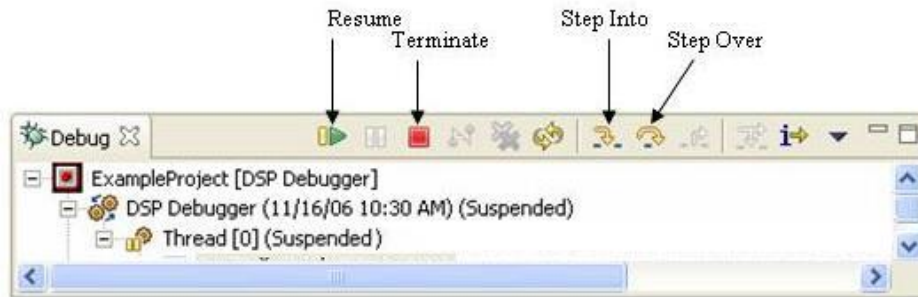 Resume
Step Into
Terminate
Step Over
Debug
ExampleProject [DSP Debugger]
DSP Debugger (11/16/06 10:30 AM) (Suspended)
Thread [0] (Suspended)